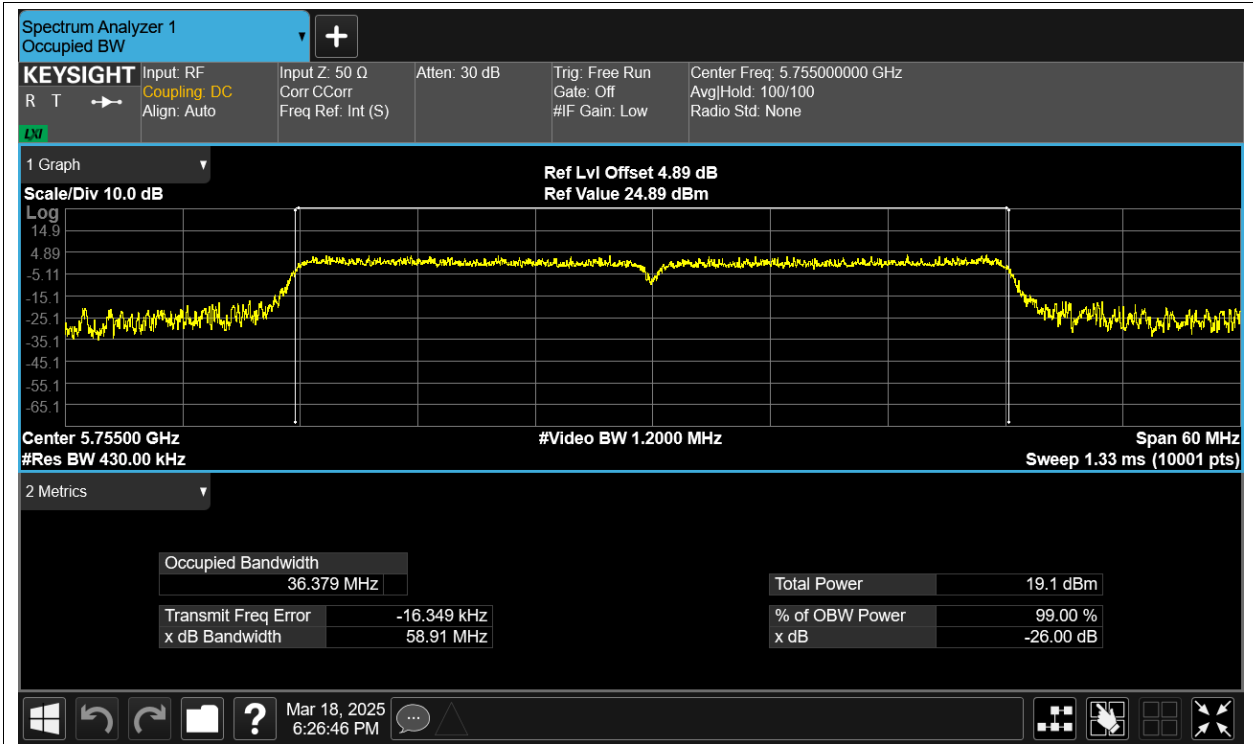 Spectrum Analyzer 1
Occupied BW
KEYSIGHT
R T
LXI
Input: RF
Coupling: DC
Align: Auto
Input Z: 50 Ω
Corr CCorr
Freq Ref: Int (S)
Atten: 30 dB
Trig: Free Run
Gate: Off
#IF Gain: Low
Center Freq: 5.755000000 GHz
Avg|Hold: 100/100
Radio Std: None
1 Graph
Scale/Div 10.0 dB
Ref Lvl Offset 4.89 dB
Ref Value 24.89 dBm
Log
14.9
4.89
-5.11
-15.1
-25.1
-35.1
-45.1
-55.1
-65.1
Center 5.75500 GHz
#Video BW 1.2000 MHz
Span 60 MHz
#Res BW 430.00 kHz
Sweep 1.33 ms (10001 pts)
2 Metrics
Occupied Bandwidth
36.379 MHz
Transmit Freq Error -16.349 kHz
x dB Bandwidth 58.91 MHz
Total Power 19.1 dBm
% of OBW Power 99.00 %
x dB -26.00 dB
?
Mar 18, 2025
6:26:46 PM